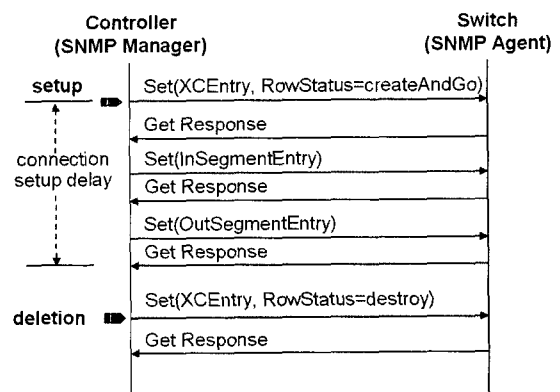 Controller
(SNMP Manager)
Switch
(SNMP Agent)
setup
Set(XCEntry, RowStatus=createAndGo)
Get Response
connection
setup delay
Set(InSegmentEntry)
Get Response
Set(OutSegmentEntry)
Get Response
deletion
Set(XCEntry, RowStatus=destroy)
Get Response